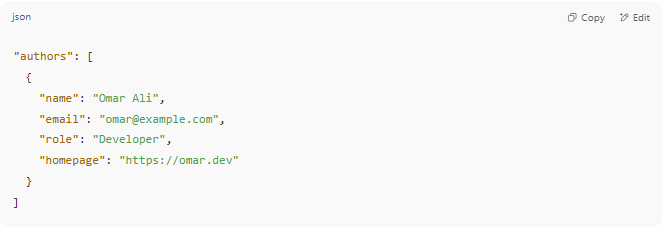 json
Copy
Edit
"authors": [
  {
    "name": "Omar Ali",
    "email": "omar@example.com",
    "role": "Developer",
    "homepage": "https://omar.dev"
  }
]